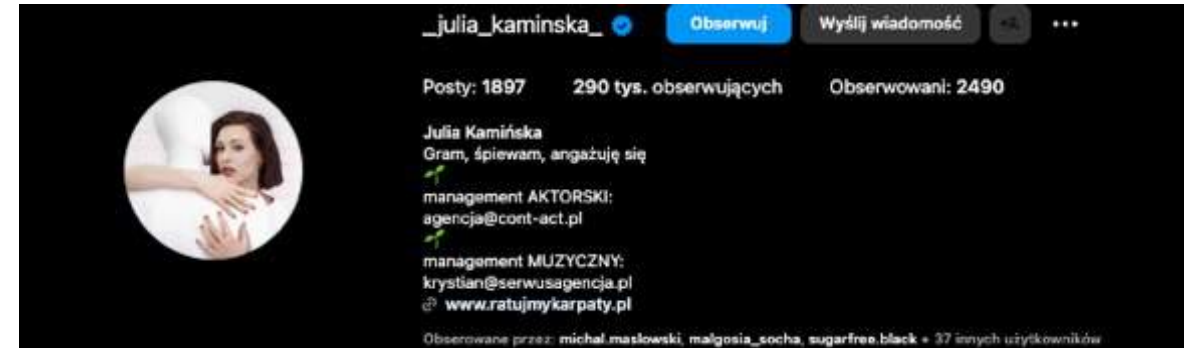 _julia_kaminska_ Obserwuj Wyślij wiadomość
Posty: 1897 290 tys. obserwujących Obserwowani: 2490
Julia Kamińska
Gram, śpiewam, angażuję się
🌱
management AKTORSKI:
agencja@cont-act.pl
🌱
management MUZYCZNY:
krystian@serwusagencja.pl
www.ratujmykarpaty.pl
Obserowane przez: michal.maslowski, malgosia_socha, sugarfree.black + 37 innych użytkowników